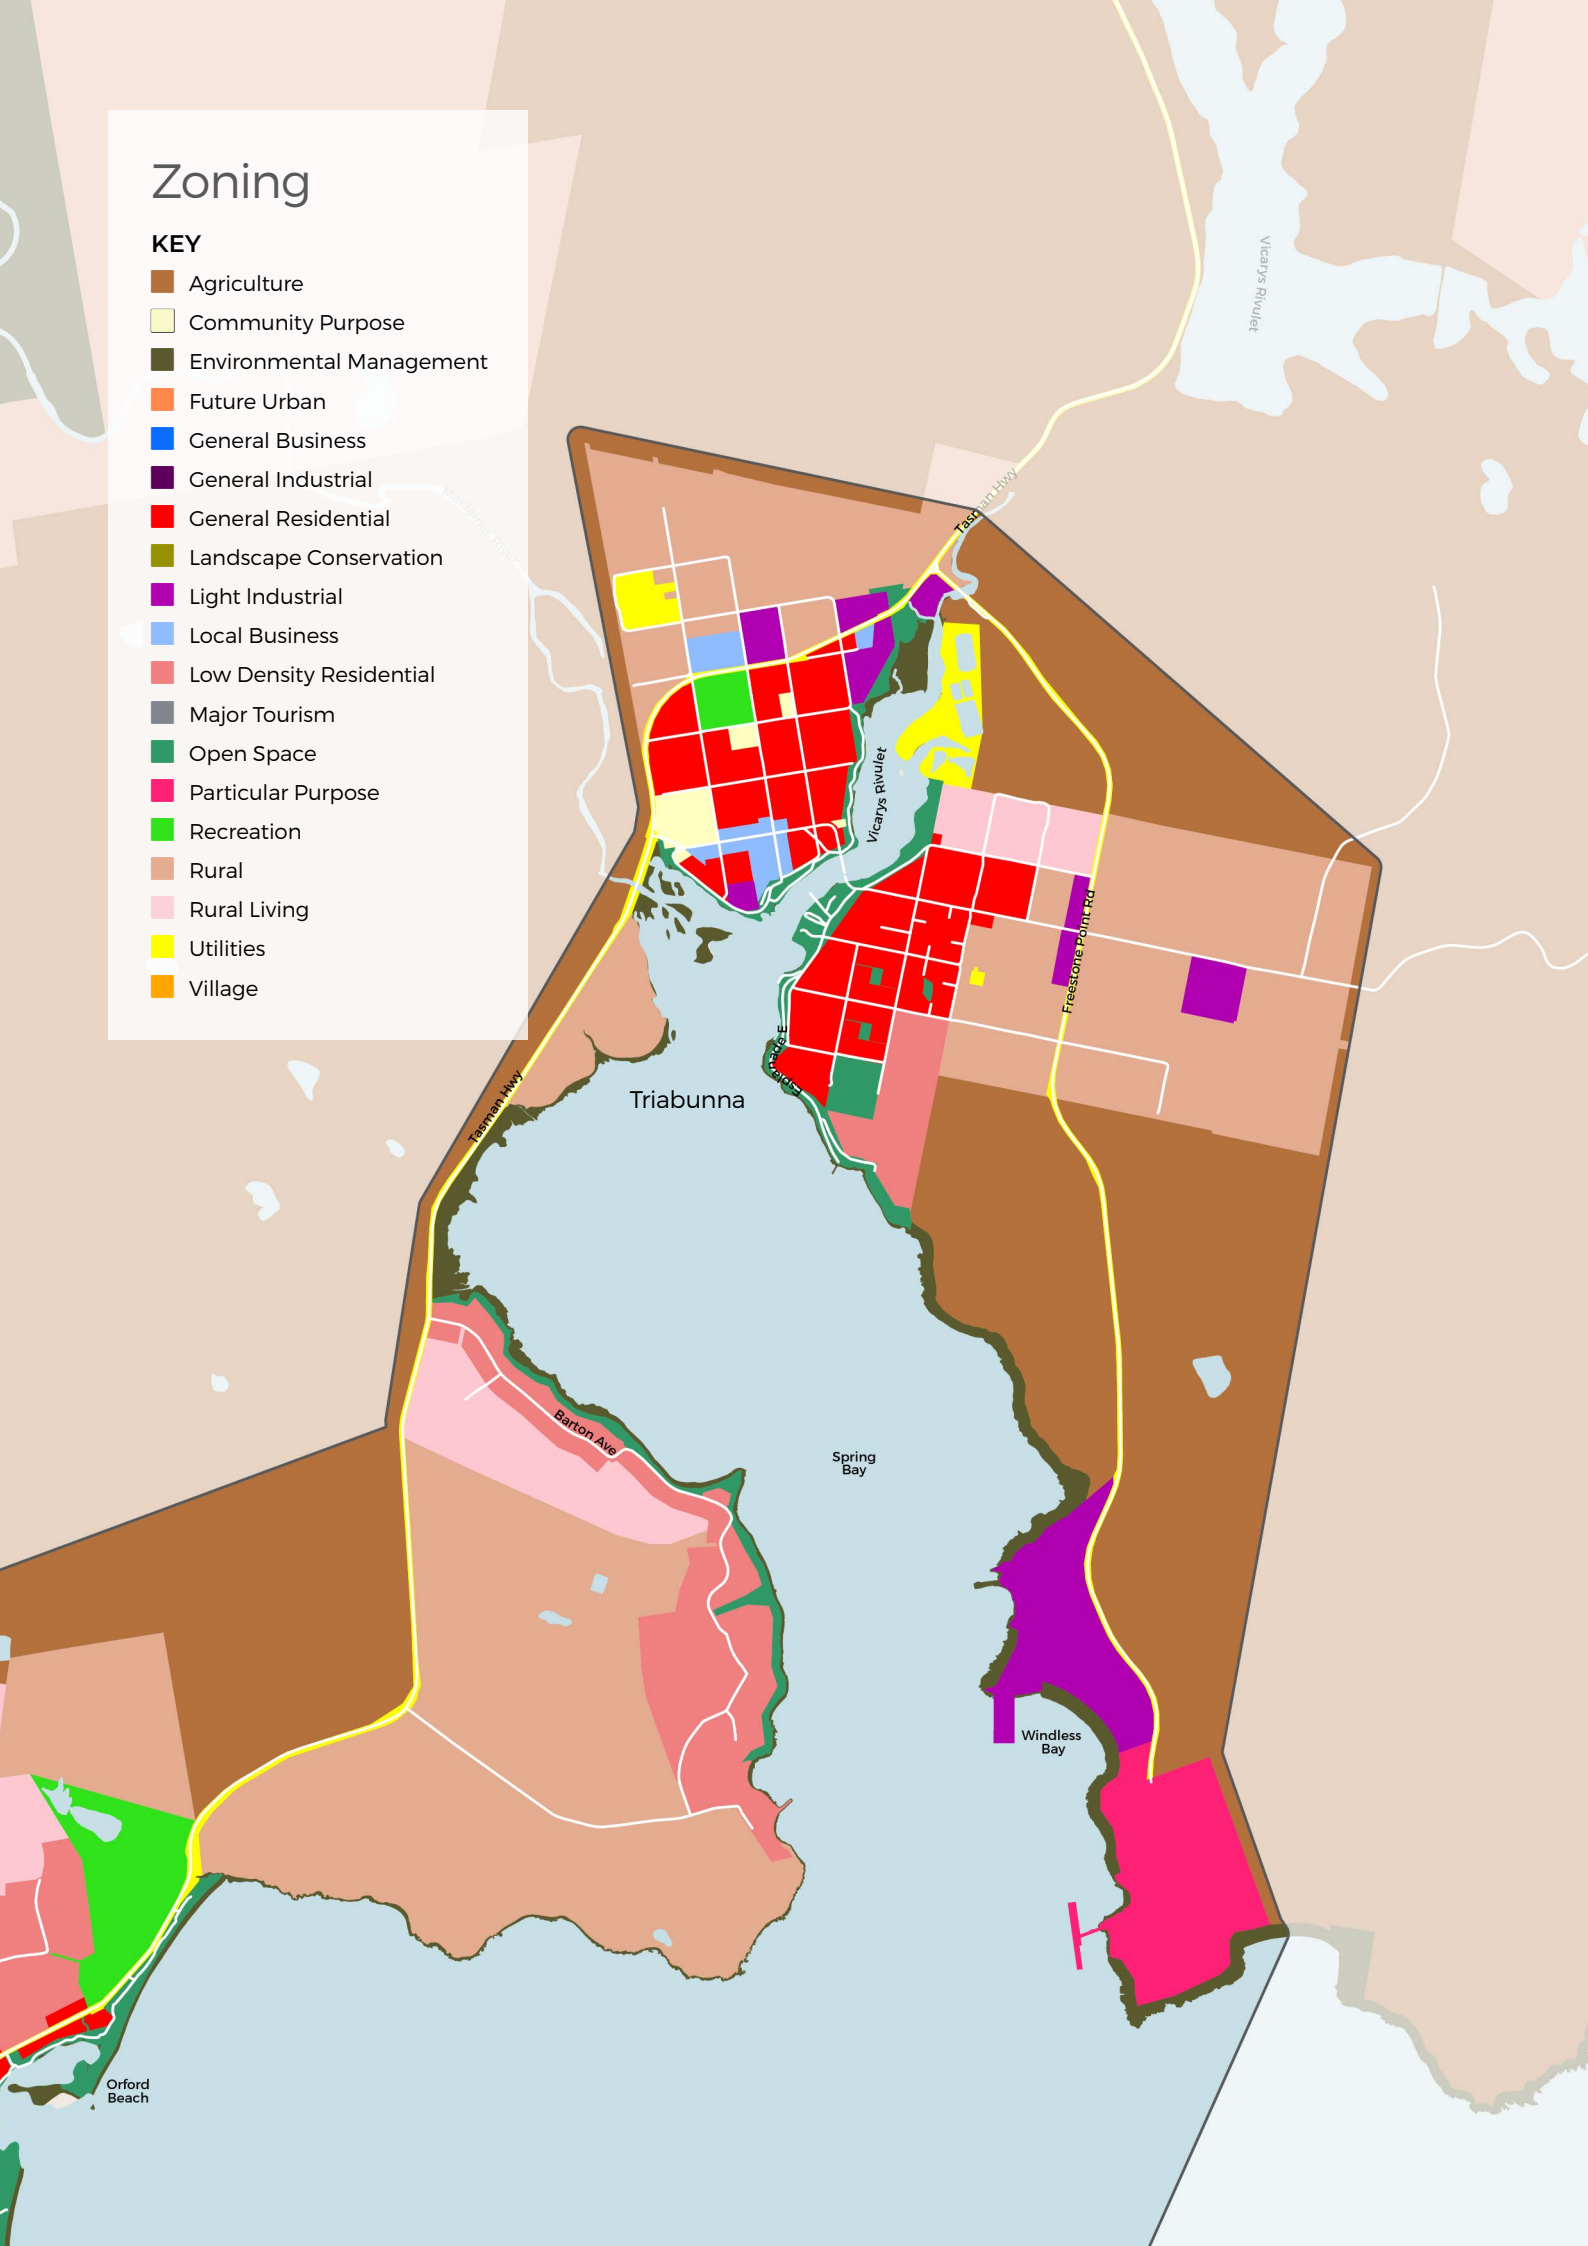 Zoning
KEY
Agriculture
Community Purpose
Environmental Management
Future Urban
General Business
General Industrial
General Residential
Landscape Conservation
Light Industrial
Local Business
Low Density Residential
Major Tourism
Open Space
Particular Purpose
Recreation
Rural
Rural Living
Utilities
Village
Vicarys Rivulet
Tasman Hwy
Vicarys Rivulet
Freestone Point Rd
Esplanade E
Triabunna
Tasman Hwy
Barton Ave
Spring
Bay
Windless
Bay
Orford
Beach